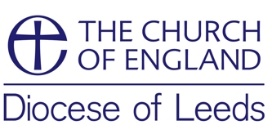 THE CHURCH
OF ENGLAND
Diocese of Leeds